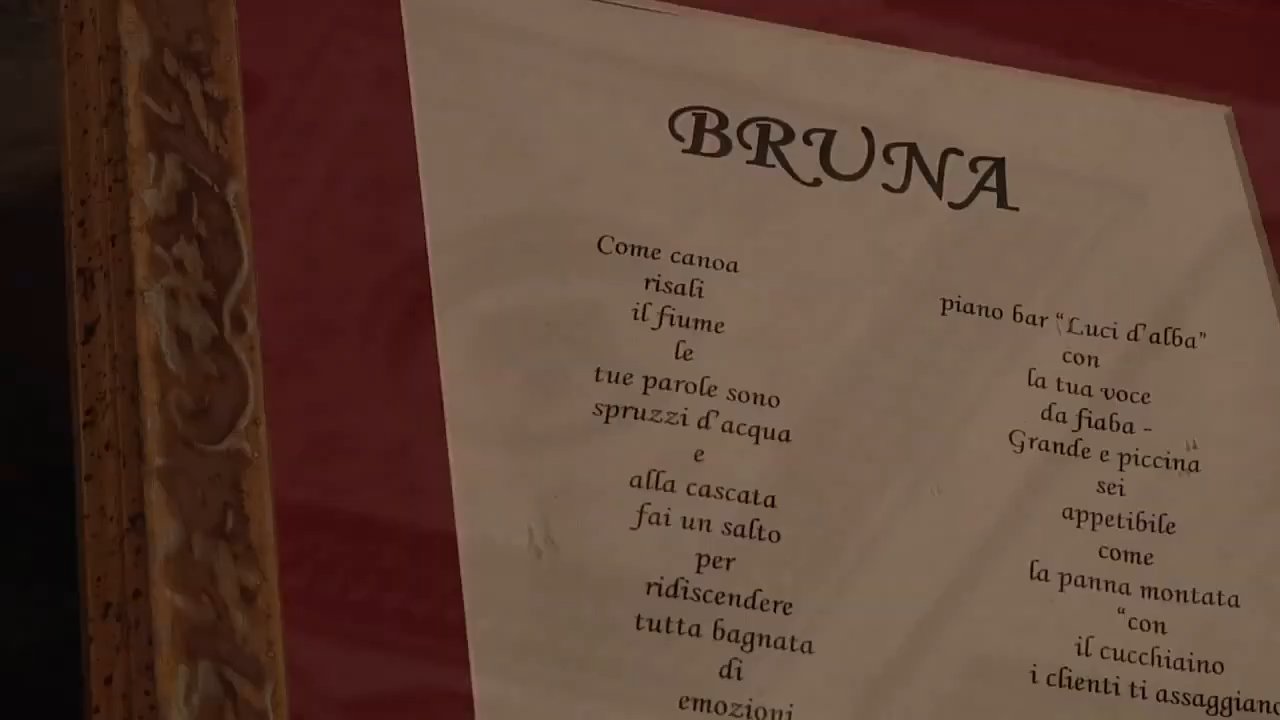 BRUNA
Come canoa
risali
il fiume
le
tue parole sono
spruzzi d'acqua
e
alla cascata
fai un salto
per
ridiscendere
tutta bagnata
di
emozioni
piano bar “Luci d'alba”
con
la tua voce
da fiaba -
Grande e piccina
sei
appetibile
come
la panna montata
“con
il cucchiaino
i clienti ti